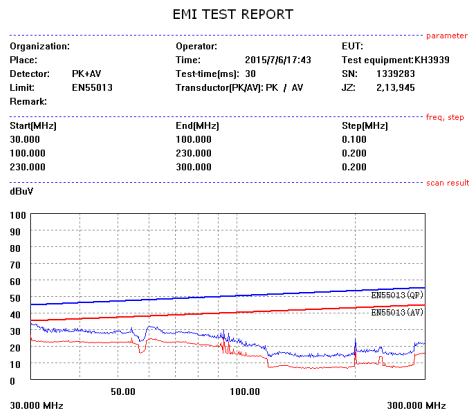 EMI TEST REPORT
parameter
Organization: Operator: EUT:
Place: Time: 2015/7/6/17:43 Test equipment:KH3939
Detector: PK+AV Test-time(ms): 30 SN: 1339283
Limit: EN55013 Transductor(PK/AV): PK / AV JZ: 2,13,945
Remark:
freq, step
Start(MHz) End(MHz) Step(MHz)
30.000 100.000 0.100
100.000 230.000 0.200
230.000 300.000 0.200
scan result
dBuV
100
90
80
70
60
50
EN55013(QP)
40
EN55013(AV)
30
20
10
0
50.00 100.00
30.000 MHz 300.000 MHz